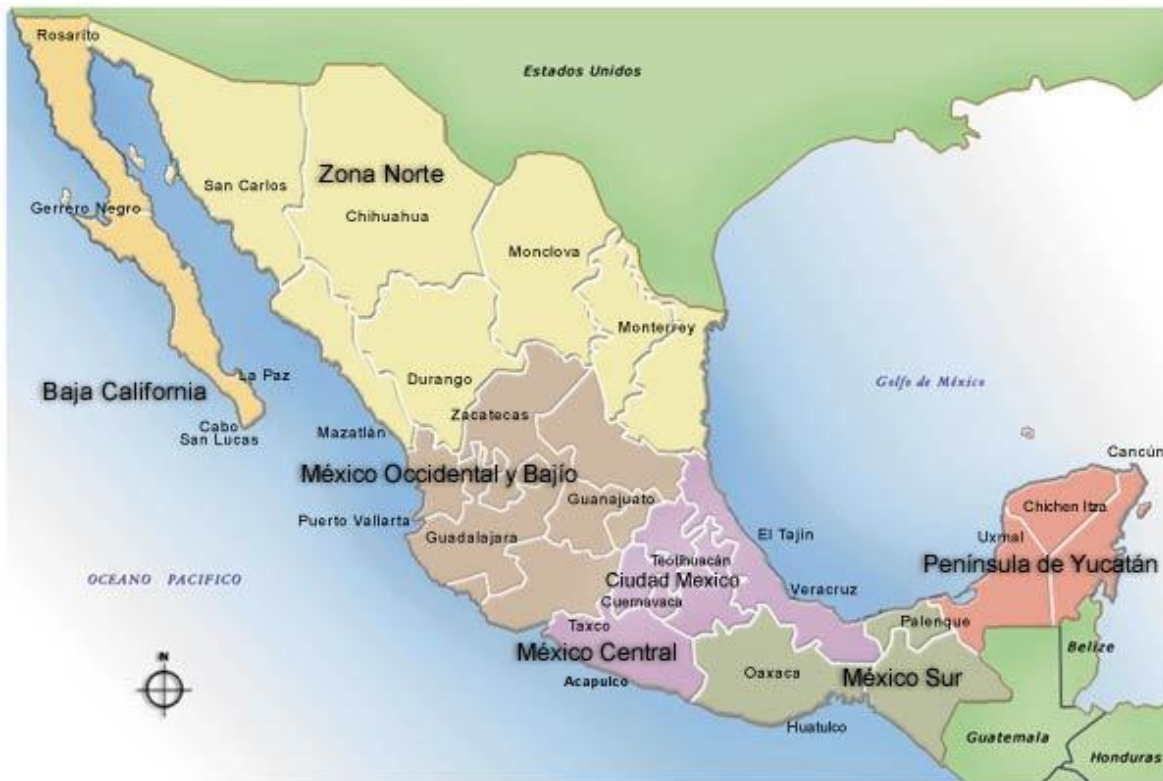 Rosarito
Estados Unidos
Zona Norte
San Carlos
Chihuahua
Gerrero Negro
Monclova
Monterrey
La Paz
Durango
Baja California
Golfo de México
Zacatecas
Cabo
San Lucas
Mazatlán
Cancún
México Occidental y Bajío
Guanajuato
Chichen Itza
Puerto Vallarta
Guadalajara
El Tajin
Uxmal
Teotihuacán
Península de Yucatán
OCEANO PACIFICO
Ciudad Mexico
Veracruz
Cuernavaca
Taxco
Palenque
México Central
Belize
N
Acapulco
Oaxaca
México Sur
Huatulco
Guatemala
Honduras